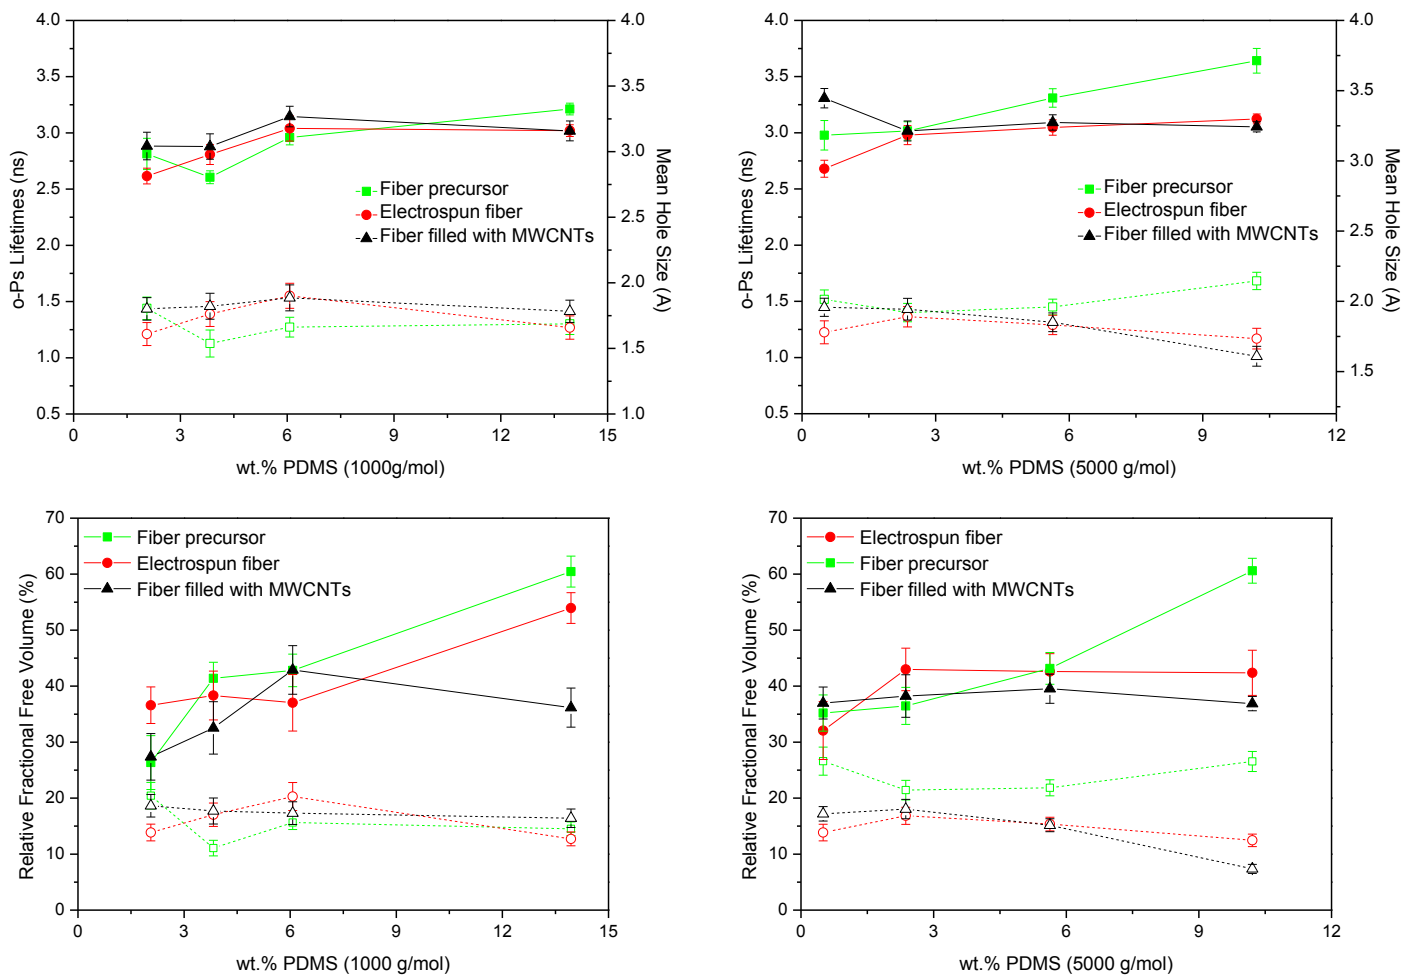 4.0
3.5
3.0
2.5
2.0
1.5
1.0
0.5
o-Ps Lifetimes (ns)
4.0
3.5
3.0
2.5
2.0
1.5
1.0
Mean Hole Size (A)
Fiber precursor
Electrospun fiber
Fiber filled with MWCNTs
0 3 6 9 12 15
wt.% PDMS (1000g/mol)
4.0
3.5
3.0
2.5
2.0
1.5
1.0
0.5
o-Ps Lifetimes (ns)
4.0
3.5
3.0
2.5
2.0
1.5
Mean Hole Size (A)
Fiber precursor
Electrospun fiber
Fiber filled with MWCNTs
0 3 6 9 12
wt.% PDMS (5000 g/mol)
70
60
50
40
30
20
10
0
Relative Fractional Free Volume (%)
Fiber precursor
Electrospun fiber
Fiber filled with MWCNTs
0 3 6 9 12 15
wt.% PDMS (1000 g/mol)
70
60
50
40
30
20
10
0
Relative Fractional Free Volume (%)
Electrospun fiber
Fiber precursor
Fiber filled with MWCNTs
0 3 6 9 12
wt.% PDMS (5000 g/mol)